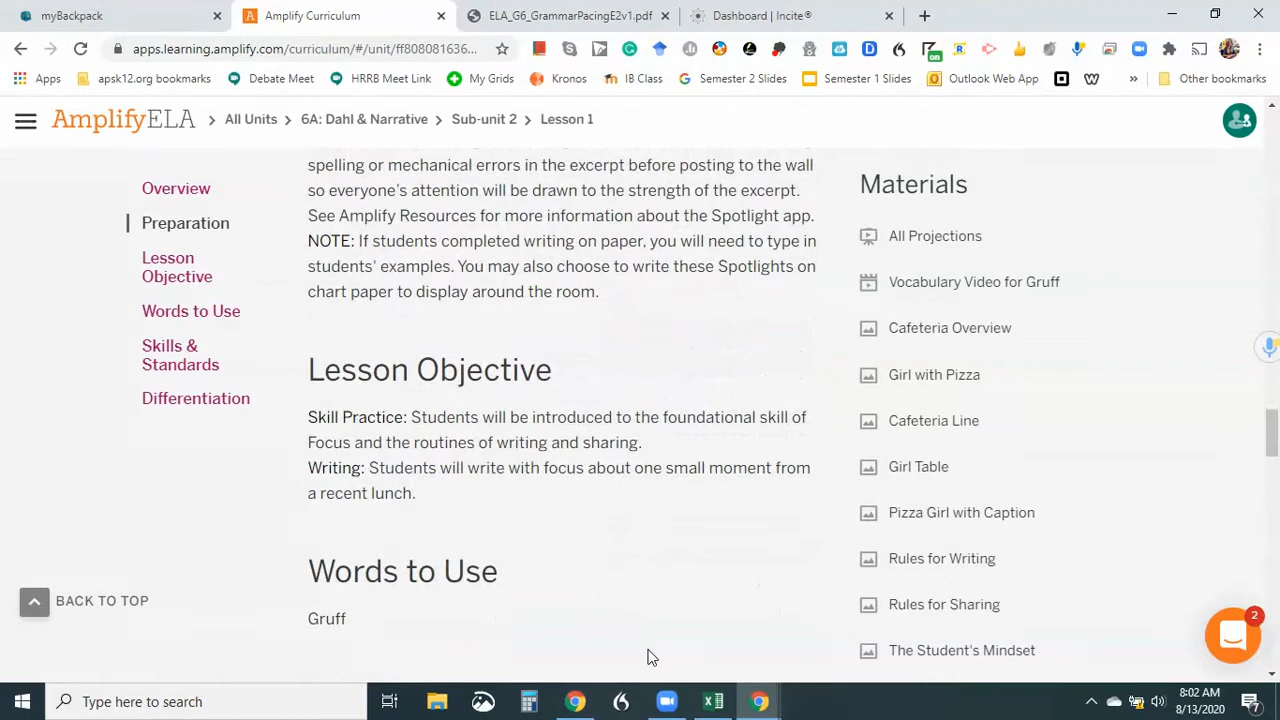 myBackpack
Amplify Curriculum
ELA_G6_GrammarPacingE2v1.pdf
Dashboard | Incite®
apps.learning.amplify.com/curriculum/#/unit/ff808081636...
on
Apps
apsk12.org bookmarks
Debate Meet
HRRB Meet Link
My Grids
Kronos
IB Class
Semester 2 Slides
Semester 1 Slides
Outlook Web App
»
Other bookmarks
AmplifyELA > All Units > 6A: Dahl & Narrative > Sub-unit 2 > Lesson 1
Overview
Preparation
Lesson
Objective
Words to Use
Skills &
Standards
Differentiation
BACK TO TOP
spelling or mechanical errors in the excerpt before posting to the wall
so everyone's attention will be drawn to the strength of the excerpt.
See Amplify Resources for more information about the Spotlight app.
NOTE: If students completed writing on paper, you will need to type in
students' examples. You may also choose to write these Spotlights on
chart paper to display around the room.
Lesson Objective
Skill Practice: Students will be introduced to the foundational skill of
Focus and the routines of writing and sharing.
Writing: Students will write with focus about one small moment from
a recent lunch.
Words to Use
Gruff
Materials
All Projections
Vocabulary Video for Gruff
Cafeteria Overview
Girl with Pizza
Cafeteria Line
Girl Table
Pizza Girl with Caption
Rules for Writing
Rules for Sharing
The Student's Mindset
2
Type here to search
8:02 AM
8/13/2020
7